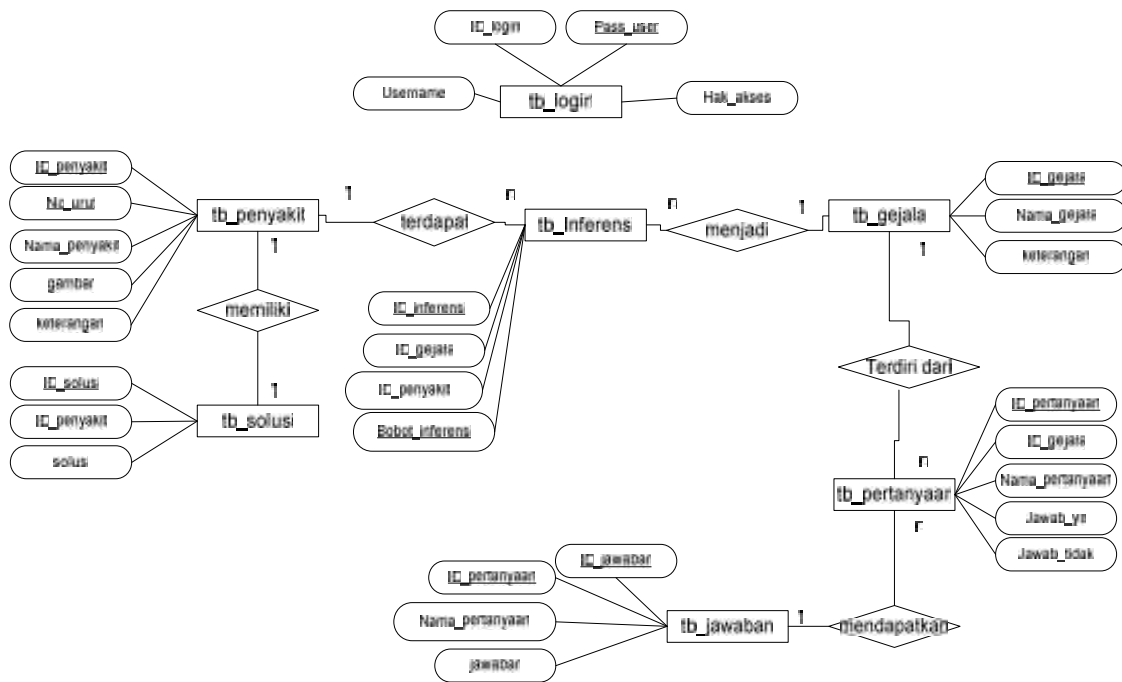 ID_login
Pass_user
Username
tb_login
Hak_akses
ID_penyakit
No_urut
Nama_penyakit
gambar
keterangan
tb_penyakit
1
terdapat
n
tb_Inferens
n
menjadi
1
tb_gejala
ID_gejala
Nama_gejala
keterangan
1
memiliki
1
ID_solusi
ID_penyakit
solusi
tb_solusi
ID_inferensi
ID_gejala
ID_penyakit
Bobot_inferensi
1
Terdiri dari
n
tb_pertanyaan
n
ID_pertanyaan
ID_gejala
Nama_pertanyaan
Jawab_ya
Jawab_tidak
ID_jawaban
ID_pertanyaan
Nama_pertanyaan
jawaban
tb_jawaban
1
mendapatkan